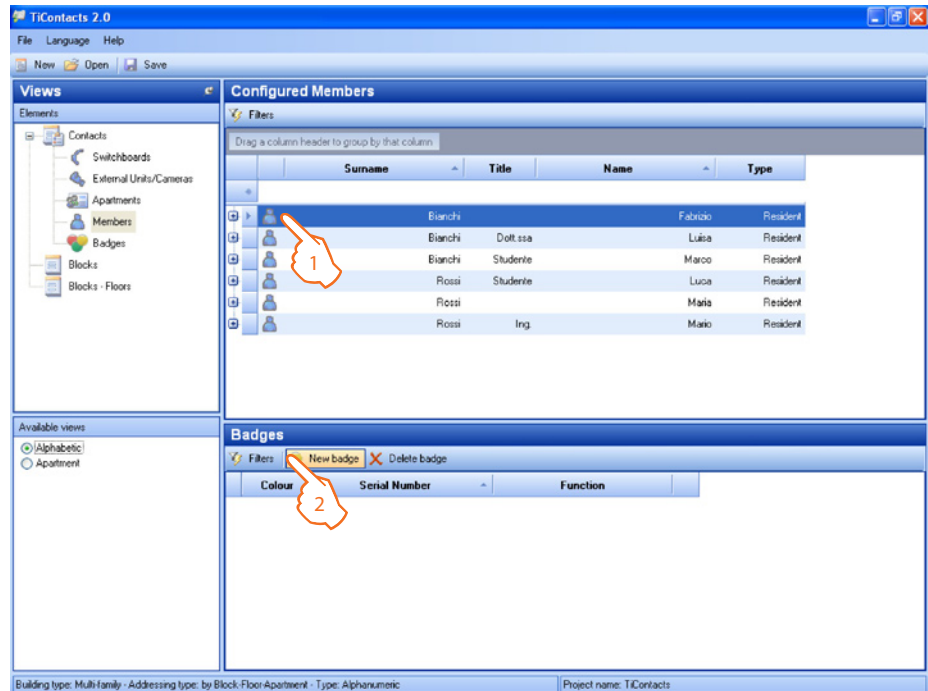 TiContacts 2.0
File Language Help
New Open Save
Views
Elements
Contacts
Switchboards
External Units/Cameras
Apartments
Members
Badges
Blocks
Blocks - Floors
Available views
Alphabetic
Apartment
Configured Members
Filters
Drag a column header to group by that column
Surname Title Name Type
Bianchi Fabrizio Resident
Bianchi Dott.ssa Luisa Resident
Bianchi Studente Marco Resident
Rossi Studente Luca Resident
Rossi Maria Resident
Rossi Ing. Mario Resident
1
Badges
Filters New badge Delete badge
Colour Serial Number Function
2
Building type: Multi-family - Addressing type: by Block-Floor-Apartment - Type: Alphanumeric Project name: TiContacts